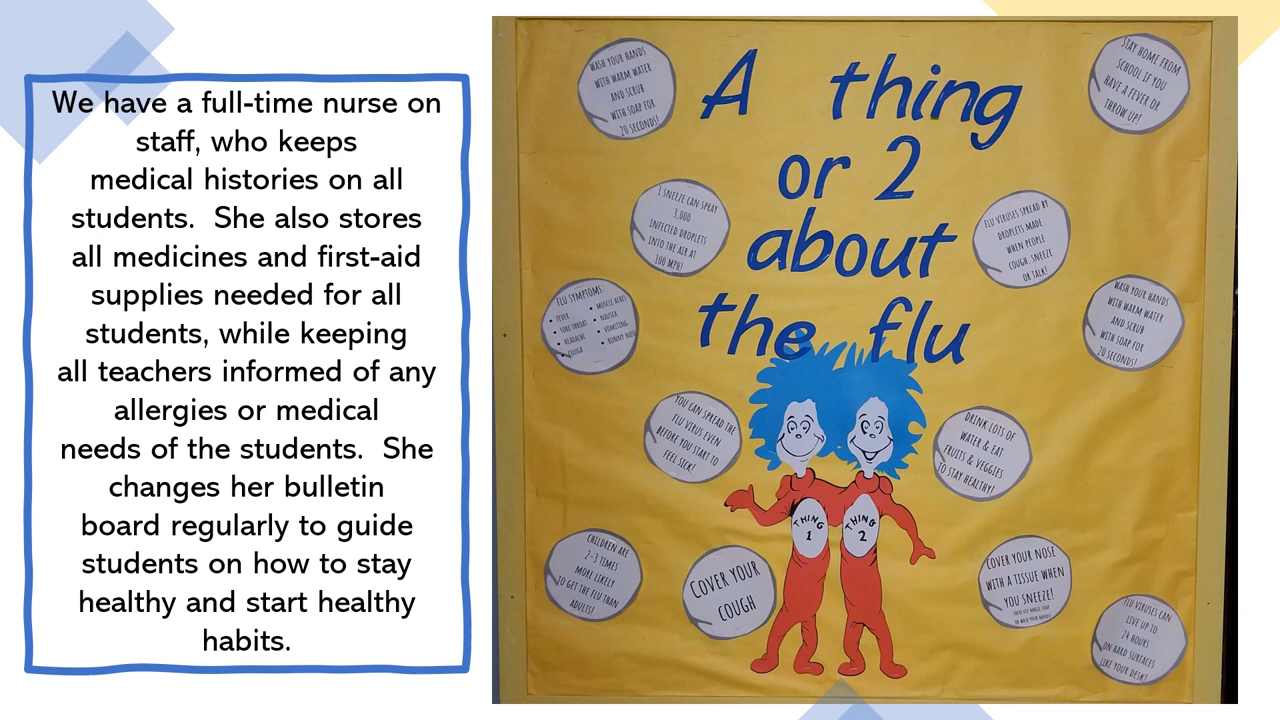 We have a full-time nurse on
staff, who keeps
medical histories on all
students.  She also stores
all medicines and first-aid
supplies needed for all
students, while keeping
all teachers informed of any
allergies or medical
needs of the students.  She
changes her bulletin
board regularly to guide
students on how to stay
healthy and start healthy
habits.
A thing
or 2
about
the flu
WASH YOUR HANDS
WITH WARM WATER
AND SCRUB
WITH SOAP FOR
20 SECONDS!
STAY HOME FROM
SCHOOL IF YOU
HAVE A FEVER OR
THROW UP!
1 SNEEZE CAN SPRAY
3,000
INFECTED DROPLETS
INTO THE AIR AT
100 MPH!
FLU VIRUSES SPREAD BY
DROPLETS MADE
WHEN PEOPLE
COUGH, SNEEZE
OR TALK!
FLU SYMPTOMS:
• FEVER
• SORE THROAT
• HEADACHE
• COUGH
• MUSCLE ACHES
• NAUSEA
• VOMITING
• RUNNY NOSE
WASH YOUR HANDS
WITH WARM WATER
AND SCRUB
WITH SOAP FOR
20 SECONDS!
YOU CAN SPREAD THE
FLU VIRUS EVEN
BEFORE YOU START TO
FEEL SICK!
DRINK LOTS OF
WATER & EAT
FRUITS & VEGGIES
TO STAY HEALTHY!
THING
1
THING
2
CHILDREN ARE
2-3 TIMES
MORE LIKELY
TO GET THE FLU THAN
ADULTS!
COVER YOUR
COUGH
COVER YOUR NOSE
WITH A TISSUE WHEN
YOU SNEEZE!
THEN USE MAGIC SOAP
OR WASH YOUR HANDS!
FLU VIRUSES CAN
LIVE UP TO
24 HOURS
ON HARD SURFACES
LIKE YOUR DESK!